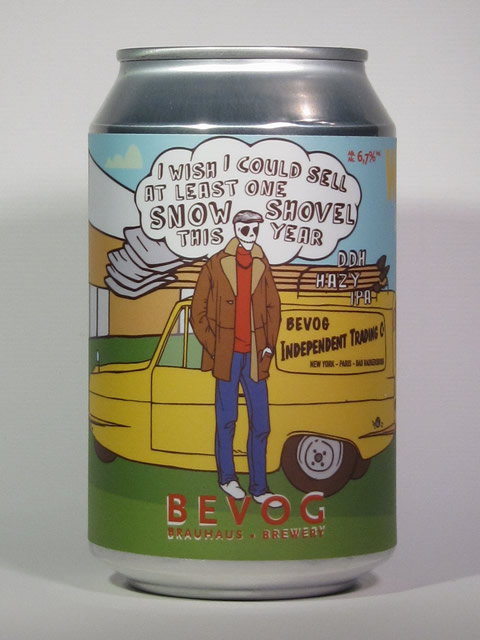 I WISH I COULD SELL
AT LEAST ONE
SNOW SHOVEL
THIS YEAR
6,7%
DDH
HAZY
IPA
BEVOG
INDEPENDENT TRADING C
NEW YORK - PARIS - BAD RADKERSBURG
BEVOG
BRAUHAUS • BREWERY